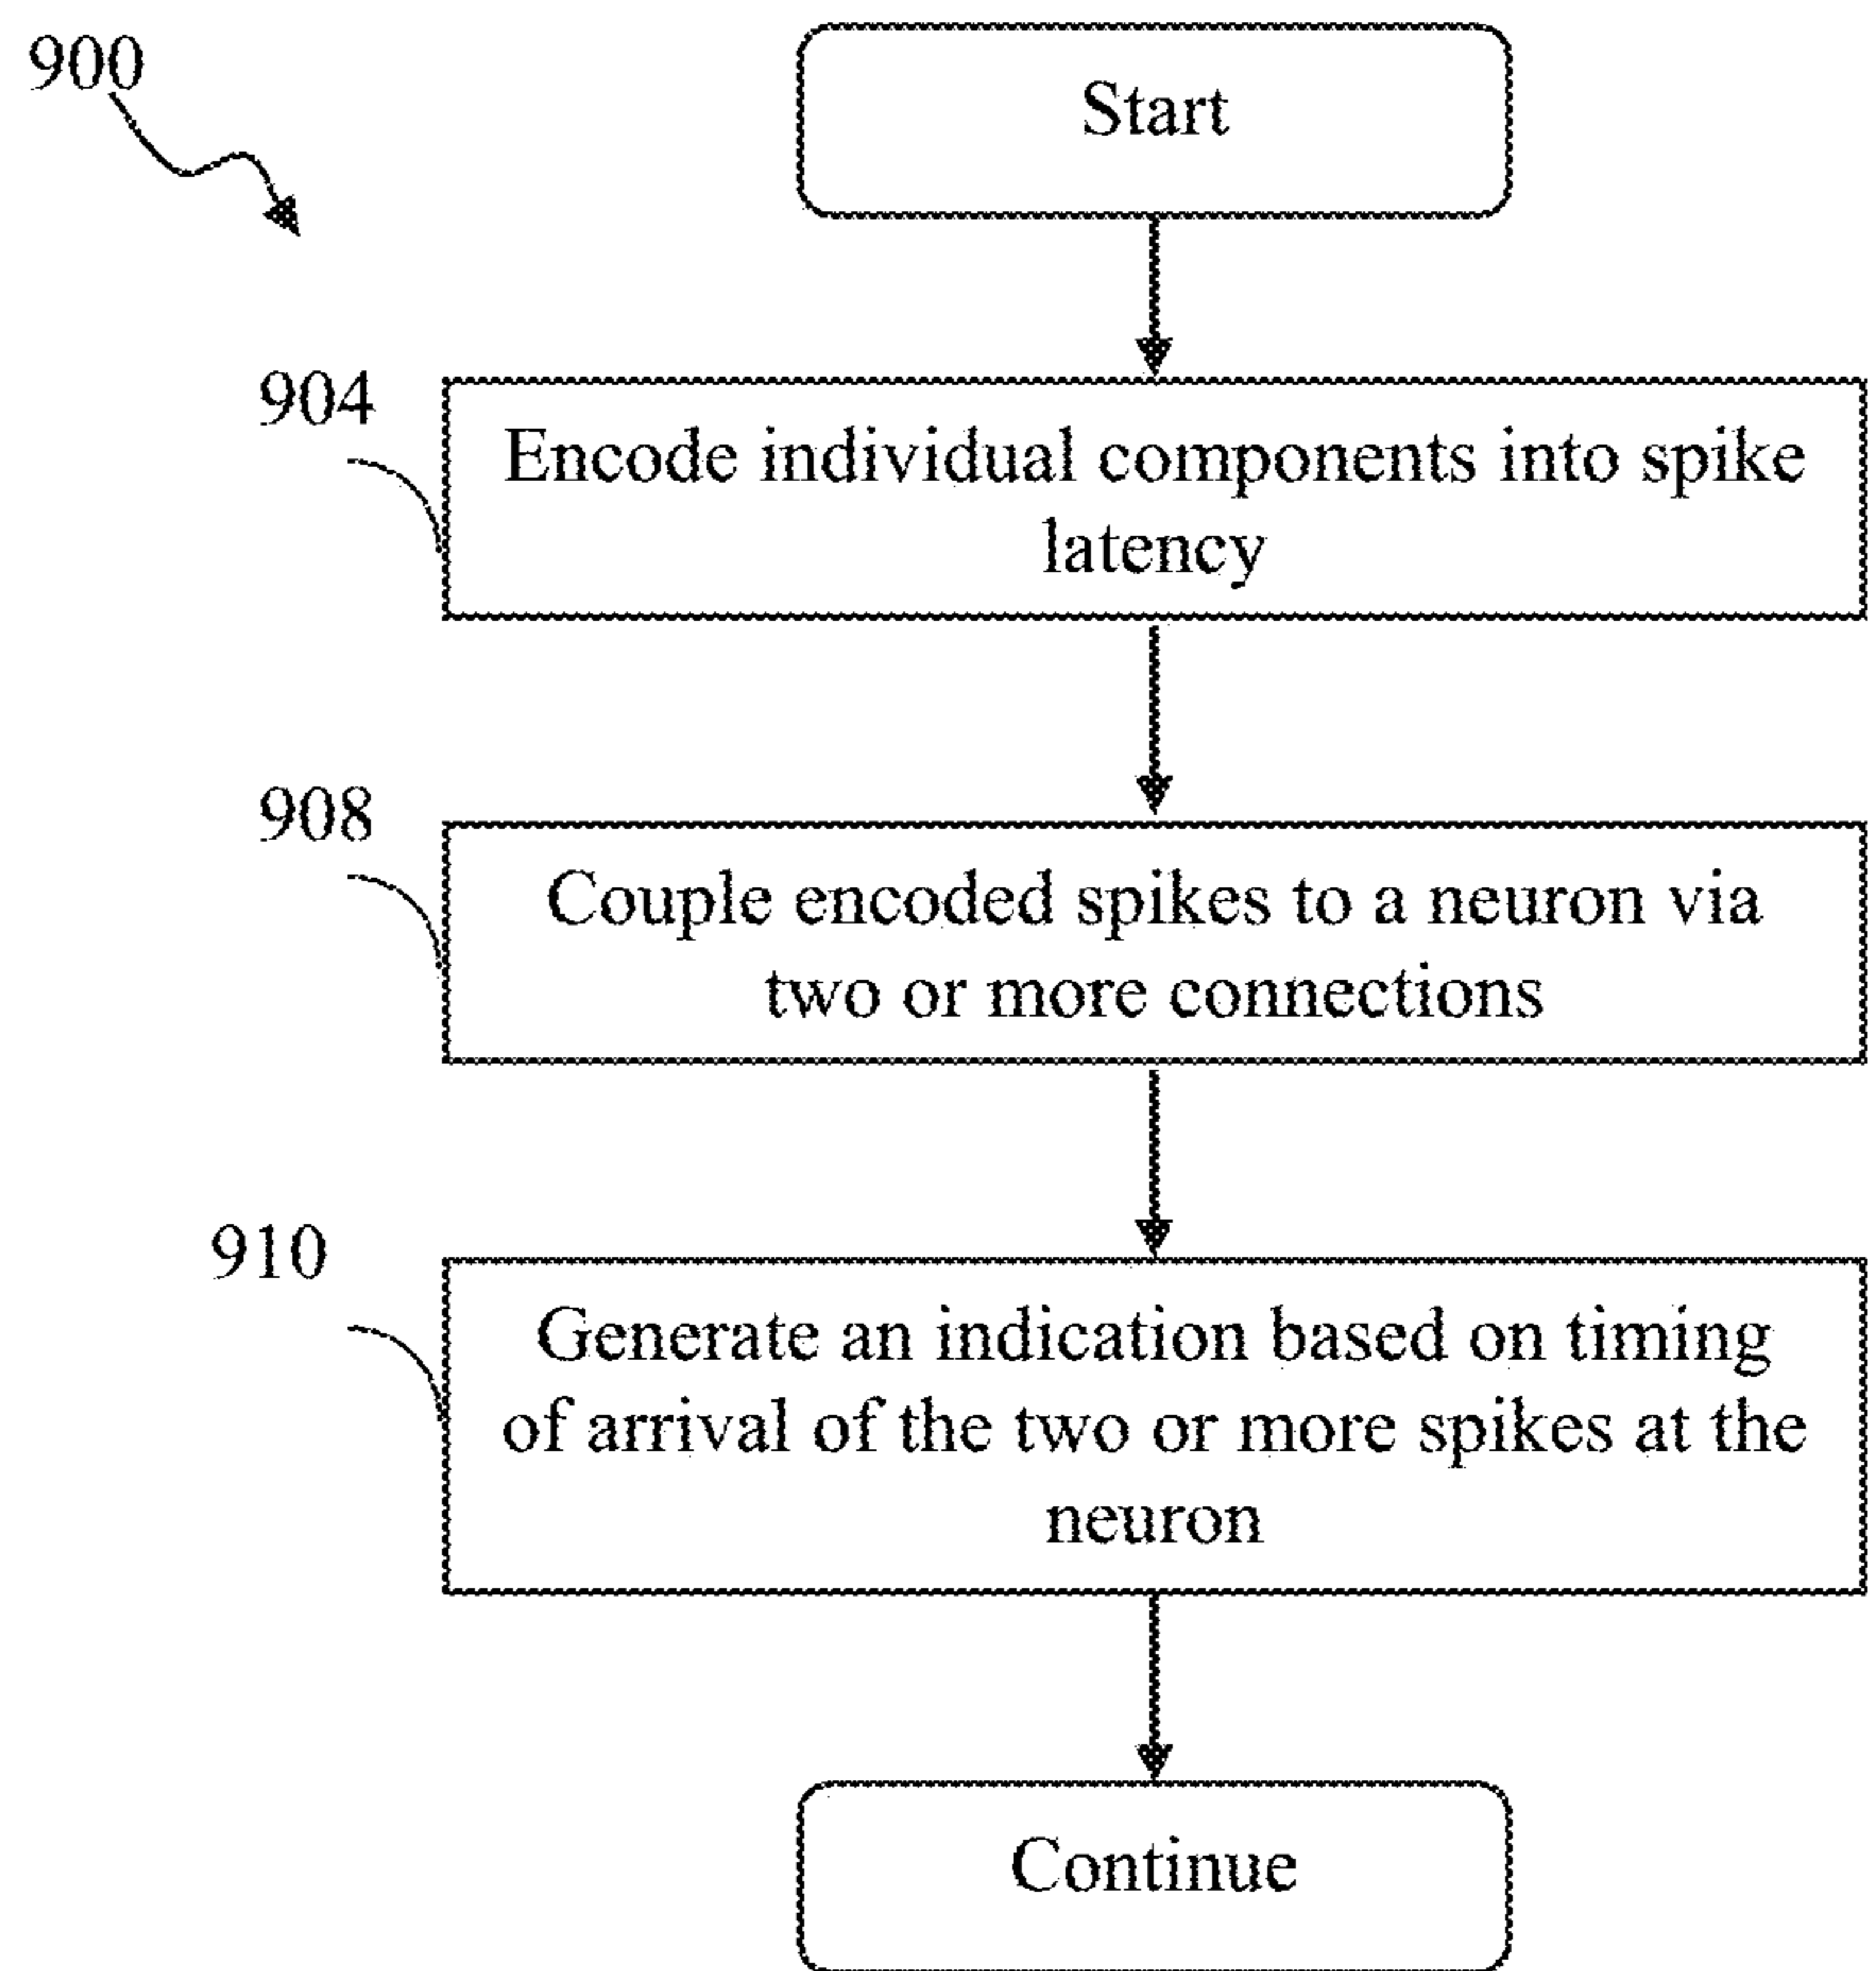 900
Start
904
Encode individual components into spike
latency
908
Couple encoded spikes to a neuron via
two or more connections
910
Generate an indication based on timing
of arrival of the two or more spikes at the
neuron
Continue